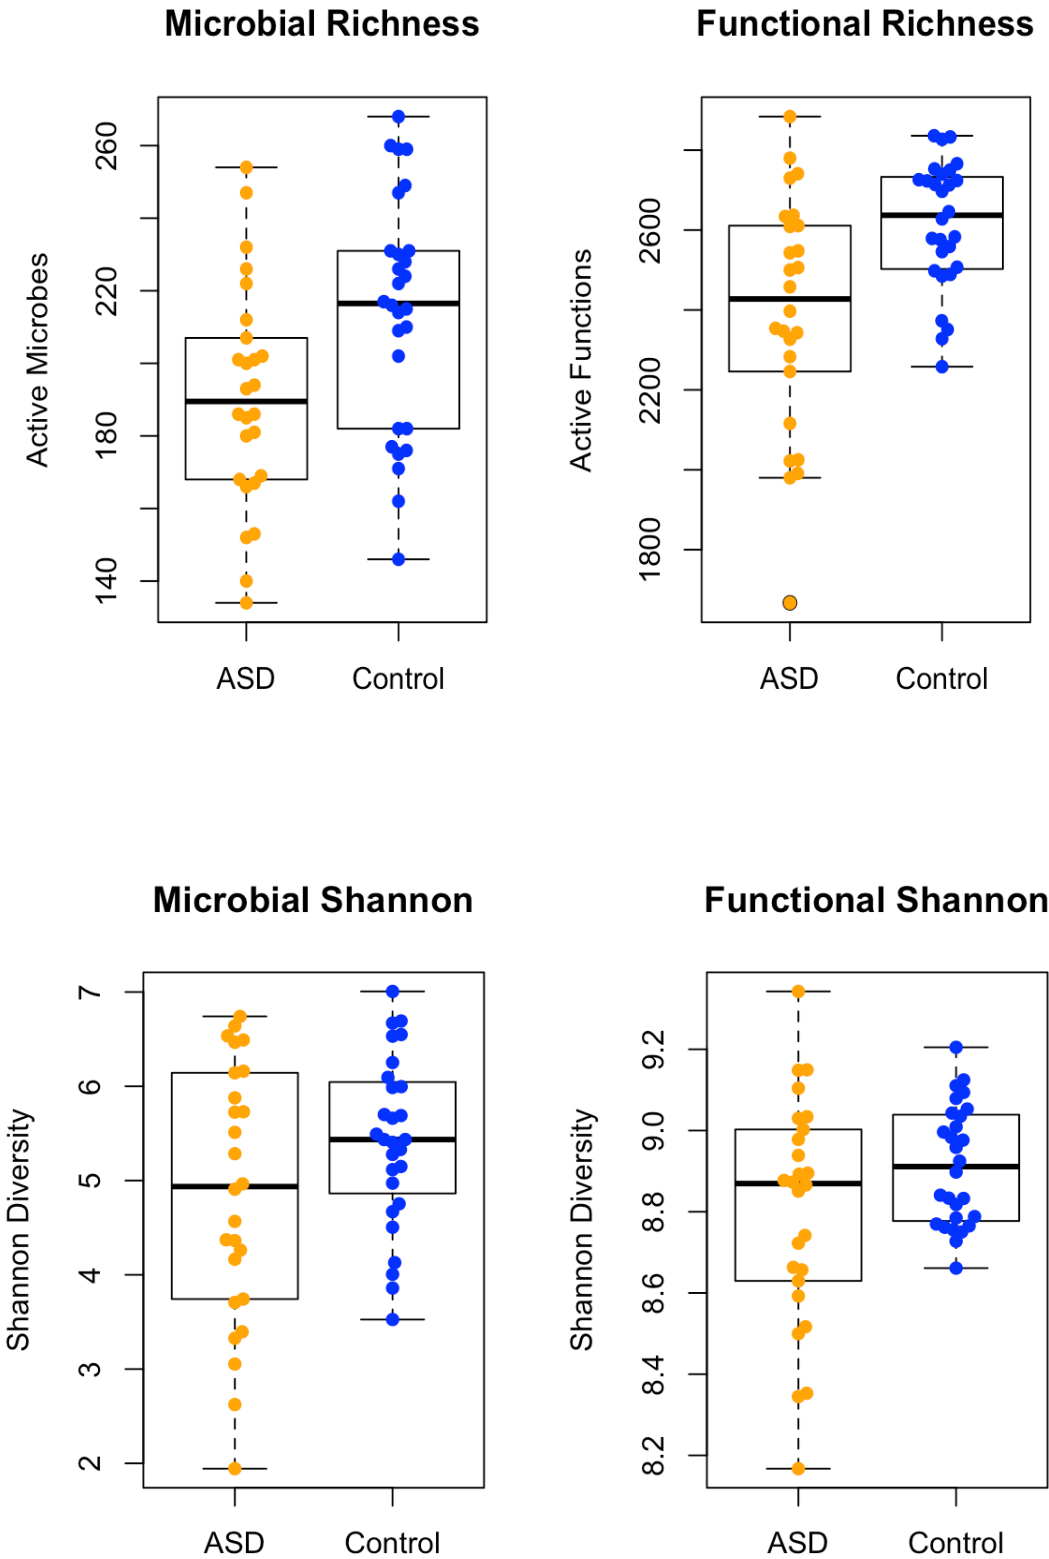 Microbial Richness
Active Microbes
260
220
180
140
ASD
Control
Functional Richness
Active Functions
2600
2200
1800
ASD
Control
Microbial Shannon
Shannon Diversity
7
6
5
4
3
2
ASD
Control
Functional Shannon
Shannon Diversity
9.2
9.0
8.8
8.6
8.4
8.2
ASD
Control